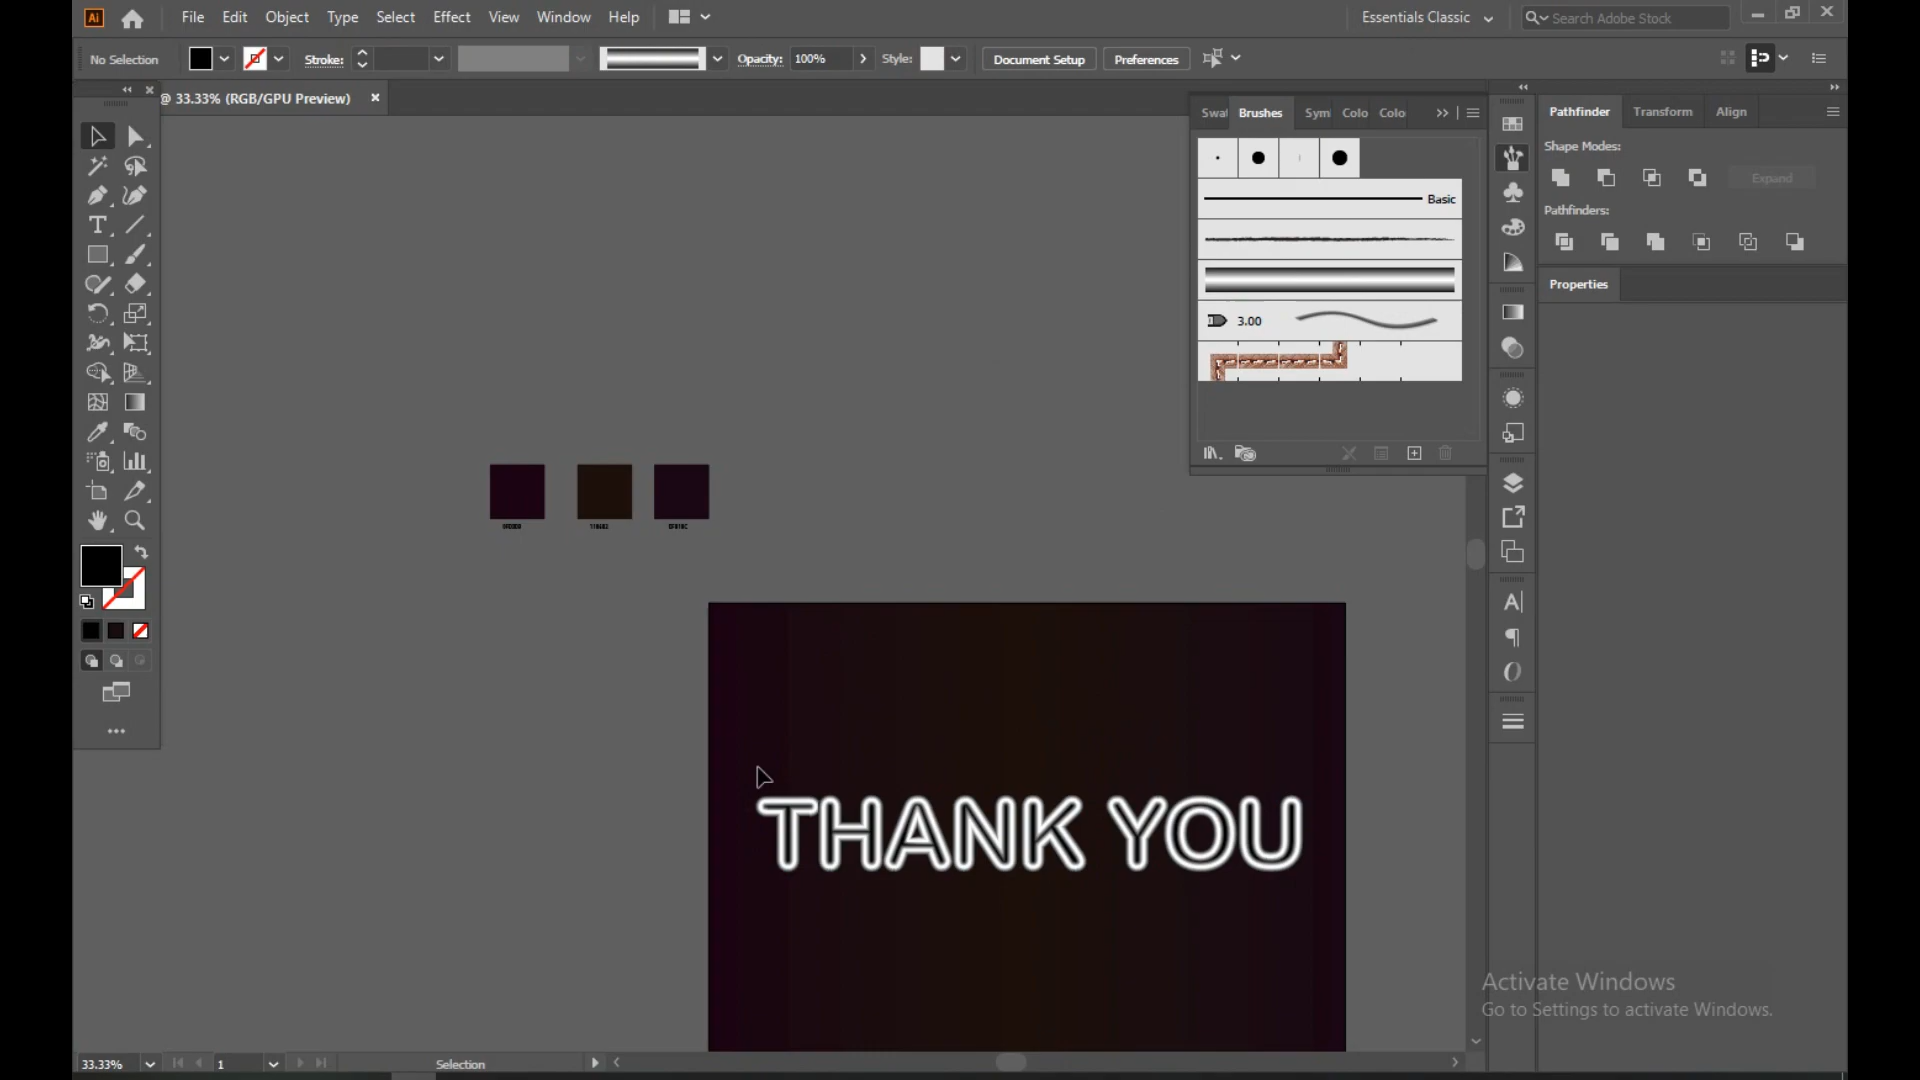 Ai File Edit Object Type Select Effect View Window Help Essentials Classic Search Adobe Stock
No Selection Stroke: Opacity: 100% Style: Document Setup Preferences
@ 33.33% (RGB/GPU Preview)
Swat Brushes Sym Colo Colo
Pathfinder Transform Align
Shape Modes:
Expand
Basic
Pathfinders:
Properties
3.00
THANK YOU
Activate Windows
Go to Settings to activate Windows.
33.33% 1 Selection